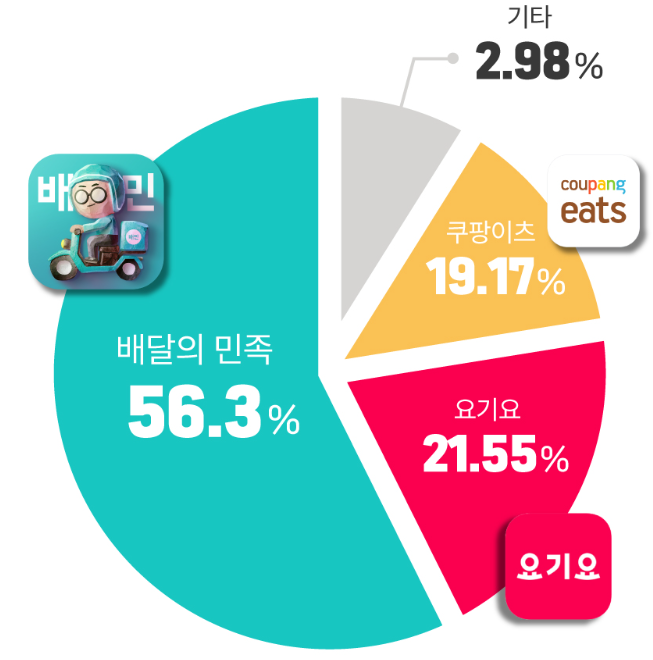 기타
2.98%
배민
coupang
eats
쿠팡이츠
19.17%
배달의 민족
56.3%
요기요
21.55%
요기요